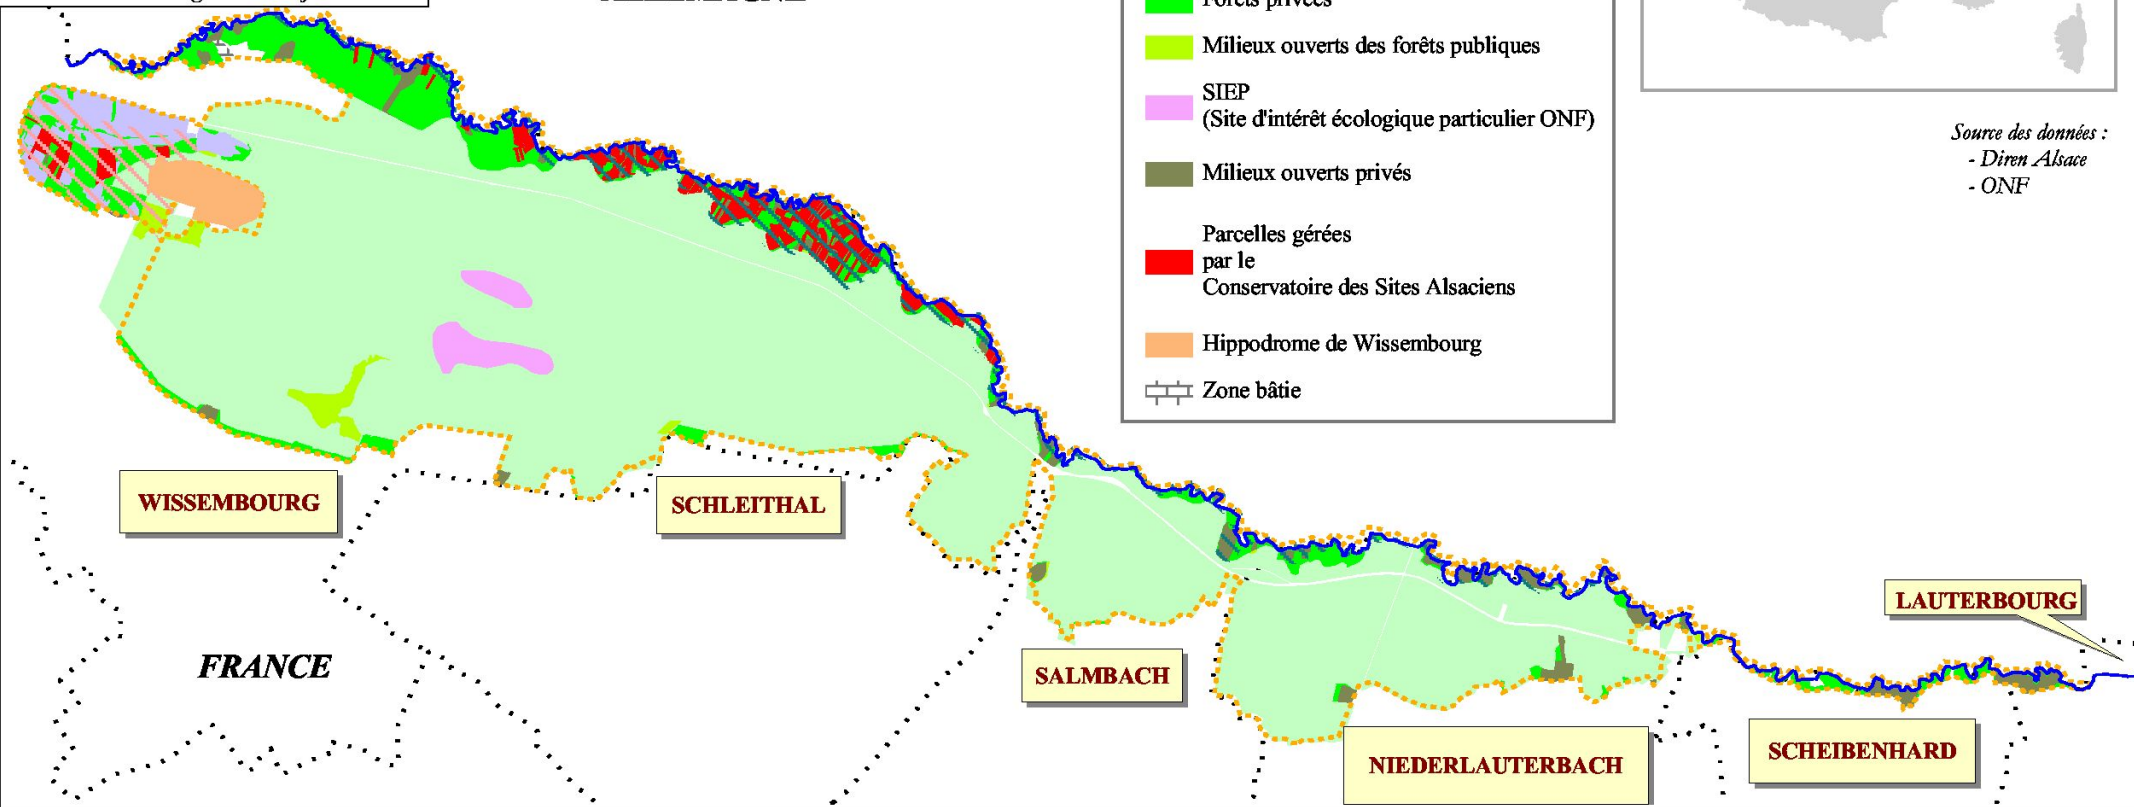 Forêts privées
Milieux ouverts des forêts publiques
SIEP
(Site d'intérêt écologique particulier ONF)
Milieux ouverts privés
Parcelles gérées
par le
Conservatoire des Sites Alsaciens
Hippodrome de Wissembourg
Zone bâtie
Source des données :
- Diren Alsace
- ONF
WISSEMBOURG
SCHLEITHAL
FRANCE
SALMBACH
LAUTERBOURG
NIEDERLAUTERBACH
SCHEIBENHARD